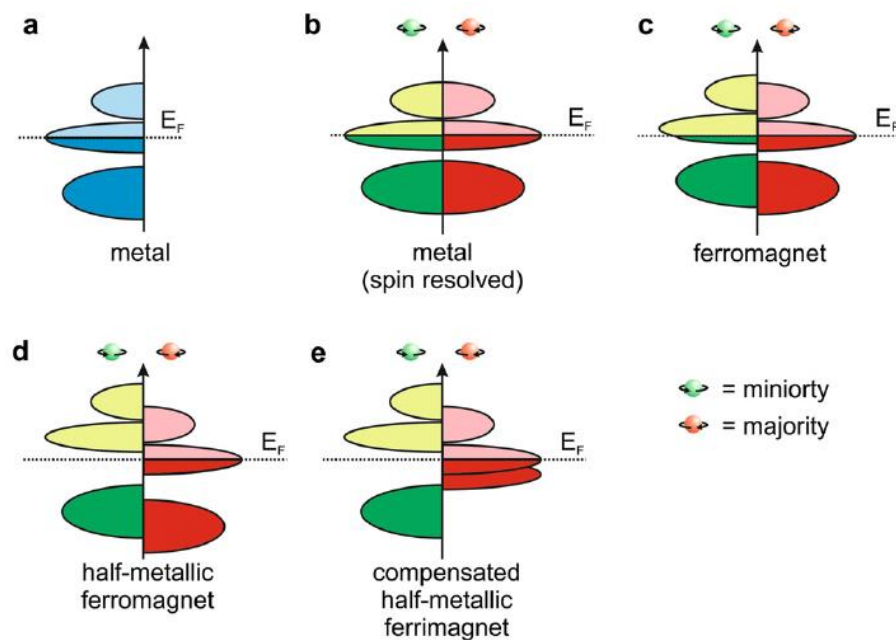 a
E_F
metal
b
E_F
metal
(spin resolved)
c
E_F
ferromagnet
d
E_F
half-metallic
ferromagnet
e
E_F
compensated
half-metallic
ferrimagnet
= miniorty
= majority